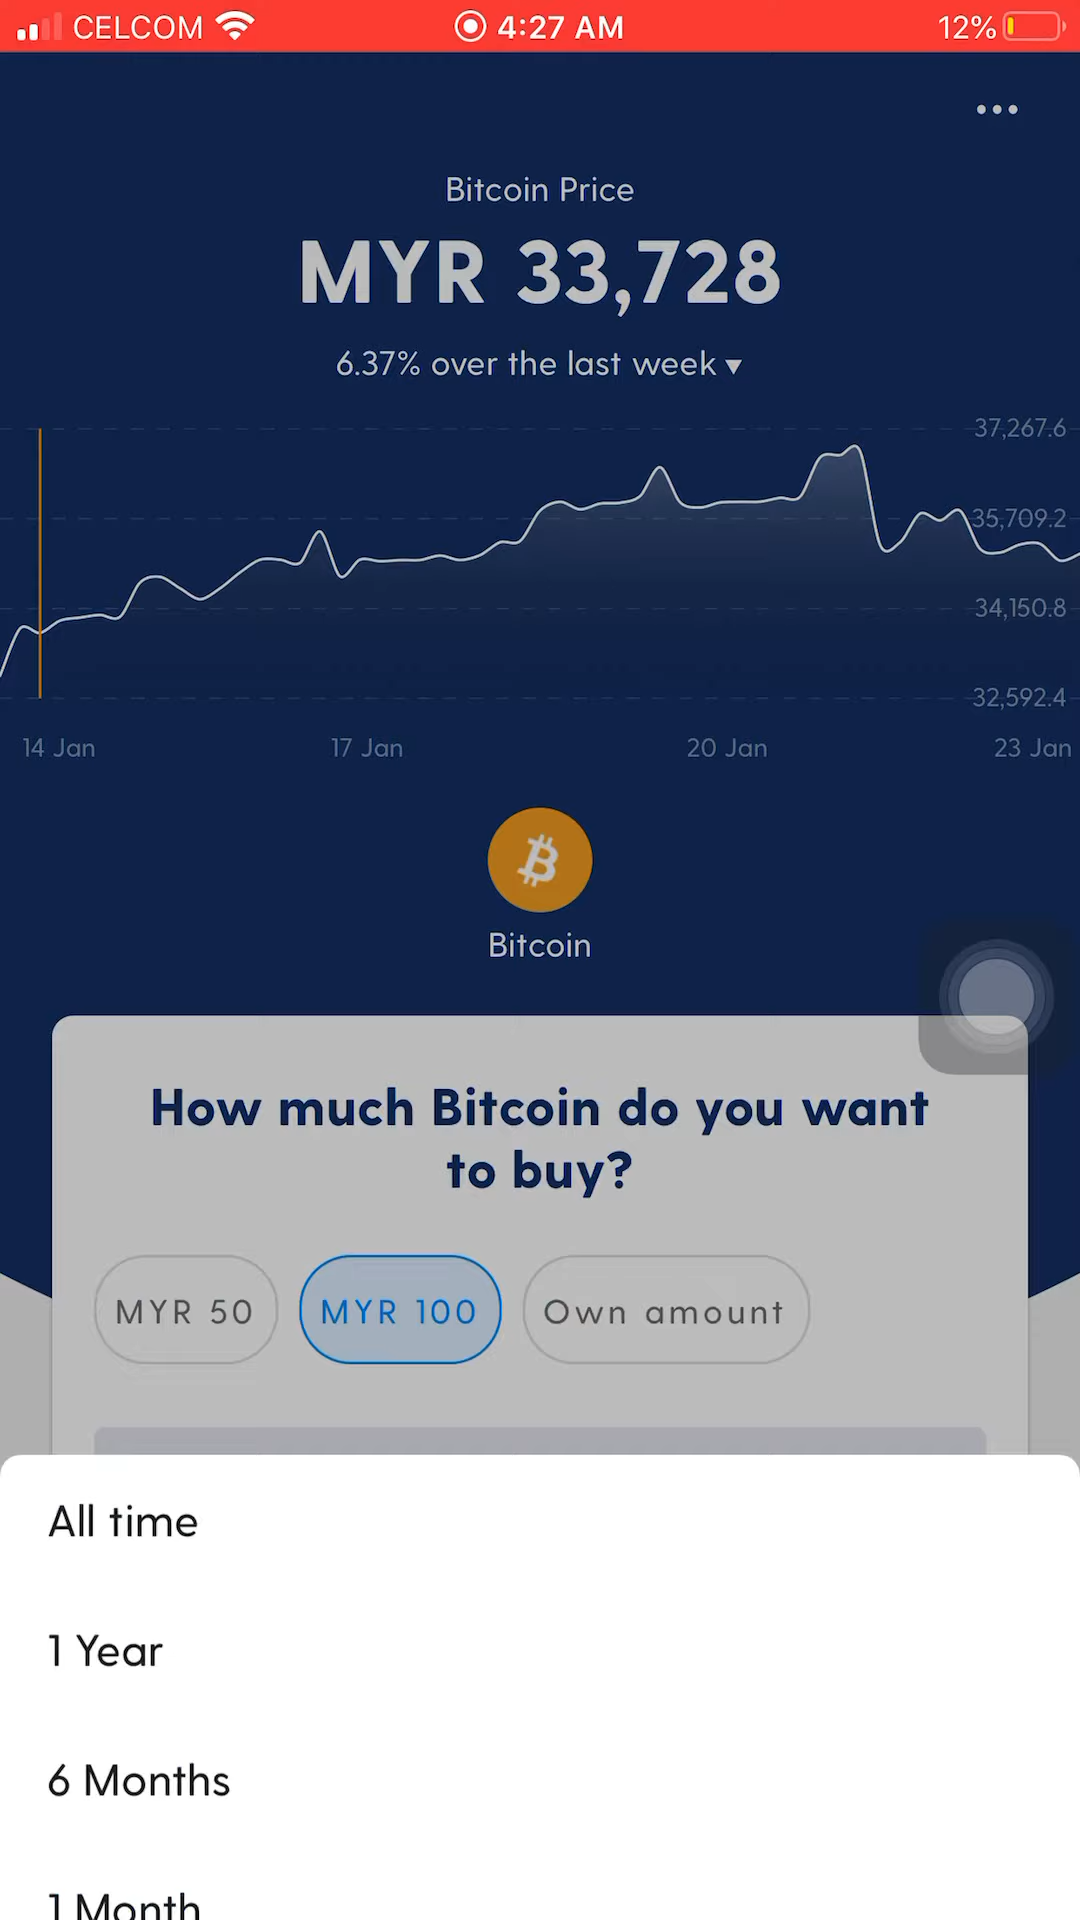 CELCOM 4:27 AM 12%
Bitcoin Price
MYR 33,728
6.37% over the last week ▾
37,267.6
35,709.2
34,150.8
32,592.4
14 Jan 17 Jan 20 Jan 23 Jan
Bitcoin
How much Bitcoin do you want
to buy?
MYR 50 MYR 100 Own amount
All time
1 Year
6 Months
1 Month